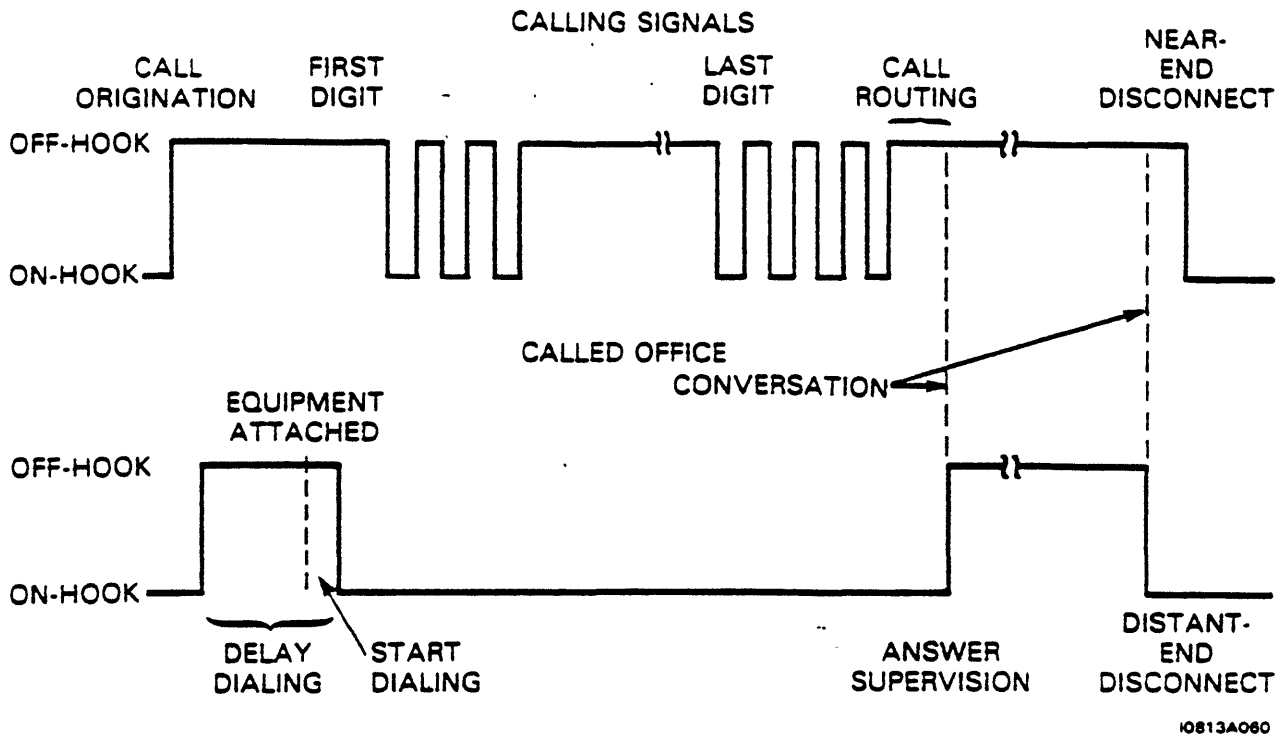 CALLING SIGNALS
CALL
ORIGINATION
FIRST
DIGIT
LAST
DIGIT
CALL
ROUTING
NEAR-
END
DISCONNECT
OFF-HOOK
ON-HOOK
CALLED OFFICE
CONVERSATION
EQUIPMENT
ATTACHED
OFF-HOOK
ON-HOOK
DELAY
DIALING
START
DIALING
ANSWER
SUPERVISION
DISTANT-
END
DISCONNECT
I0813A060